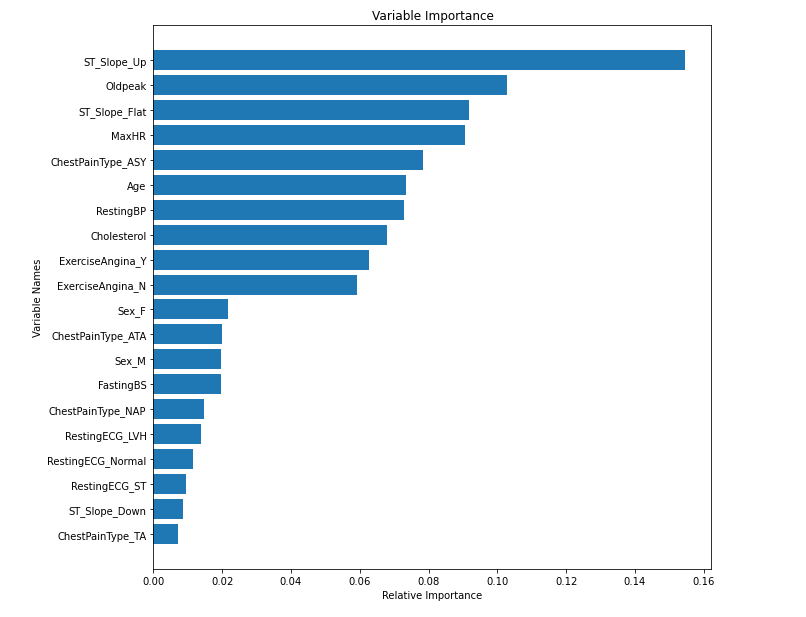 Variable Importance
ST_Slope_Up
Oldpeak
ST_Slope_Flat
MaxHR
ChestPainType_ASY
Age
RestingBP
Cholesterol
ExerciseAngina_Y
ExerciseAngina_N
Sex_F
ChestPainType_ATA
Sex_M
FastingBS
ChestPainType_NAP
RestingECG_LVH
RestingECG_Normal
RestingECG_ST
ST_Slope_Down
ChestPainType_TA
Variable Names
0.00 0.02 0.04 0.06 0.08 0.10 0.12 0.14 0.16
Relative Importance